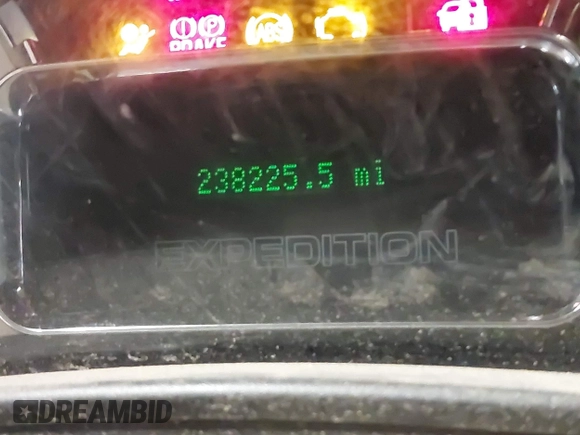 BRAKE
(P)
(ABS)
238225.5 mi
EXPEDITION
DREAMBID